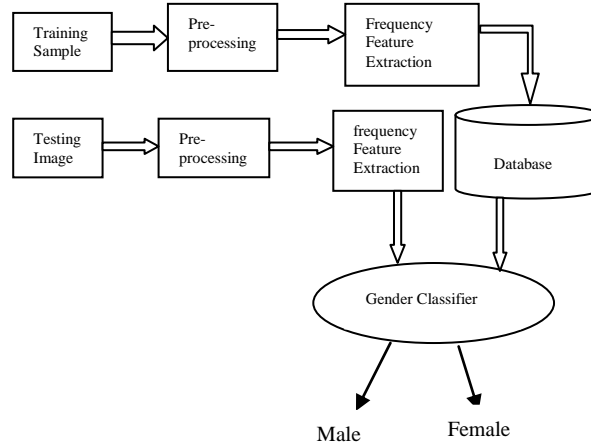 Training
Sample
Pre-
processing
Frequency
Feature
Extraction
Testing
Image
Pre-
processing
frequency
Feature
Extraction
Database
Gender Classifier
Male
Female